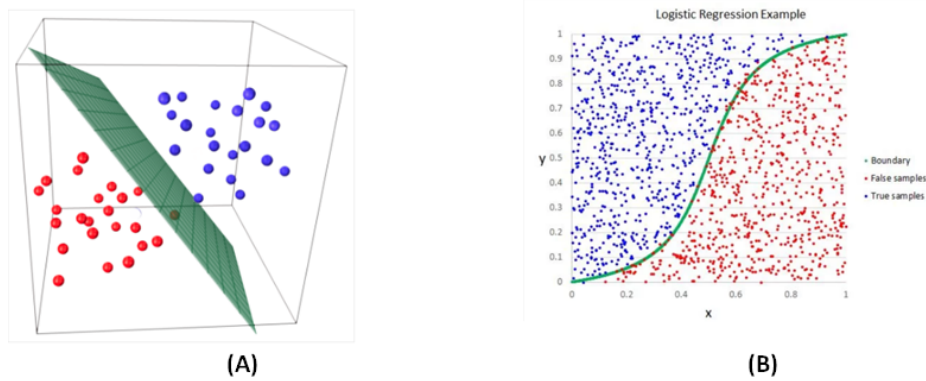 Logistic Regression Example
1
0.9
0.8
0.7
0.6
y 0.5
0.4
0.3
0.2
0.1
0
0 0.2 0.4 0.6 0.8 1
x
Boundary
False samples
True samples
(A) (B)